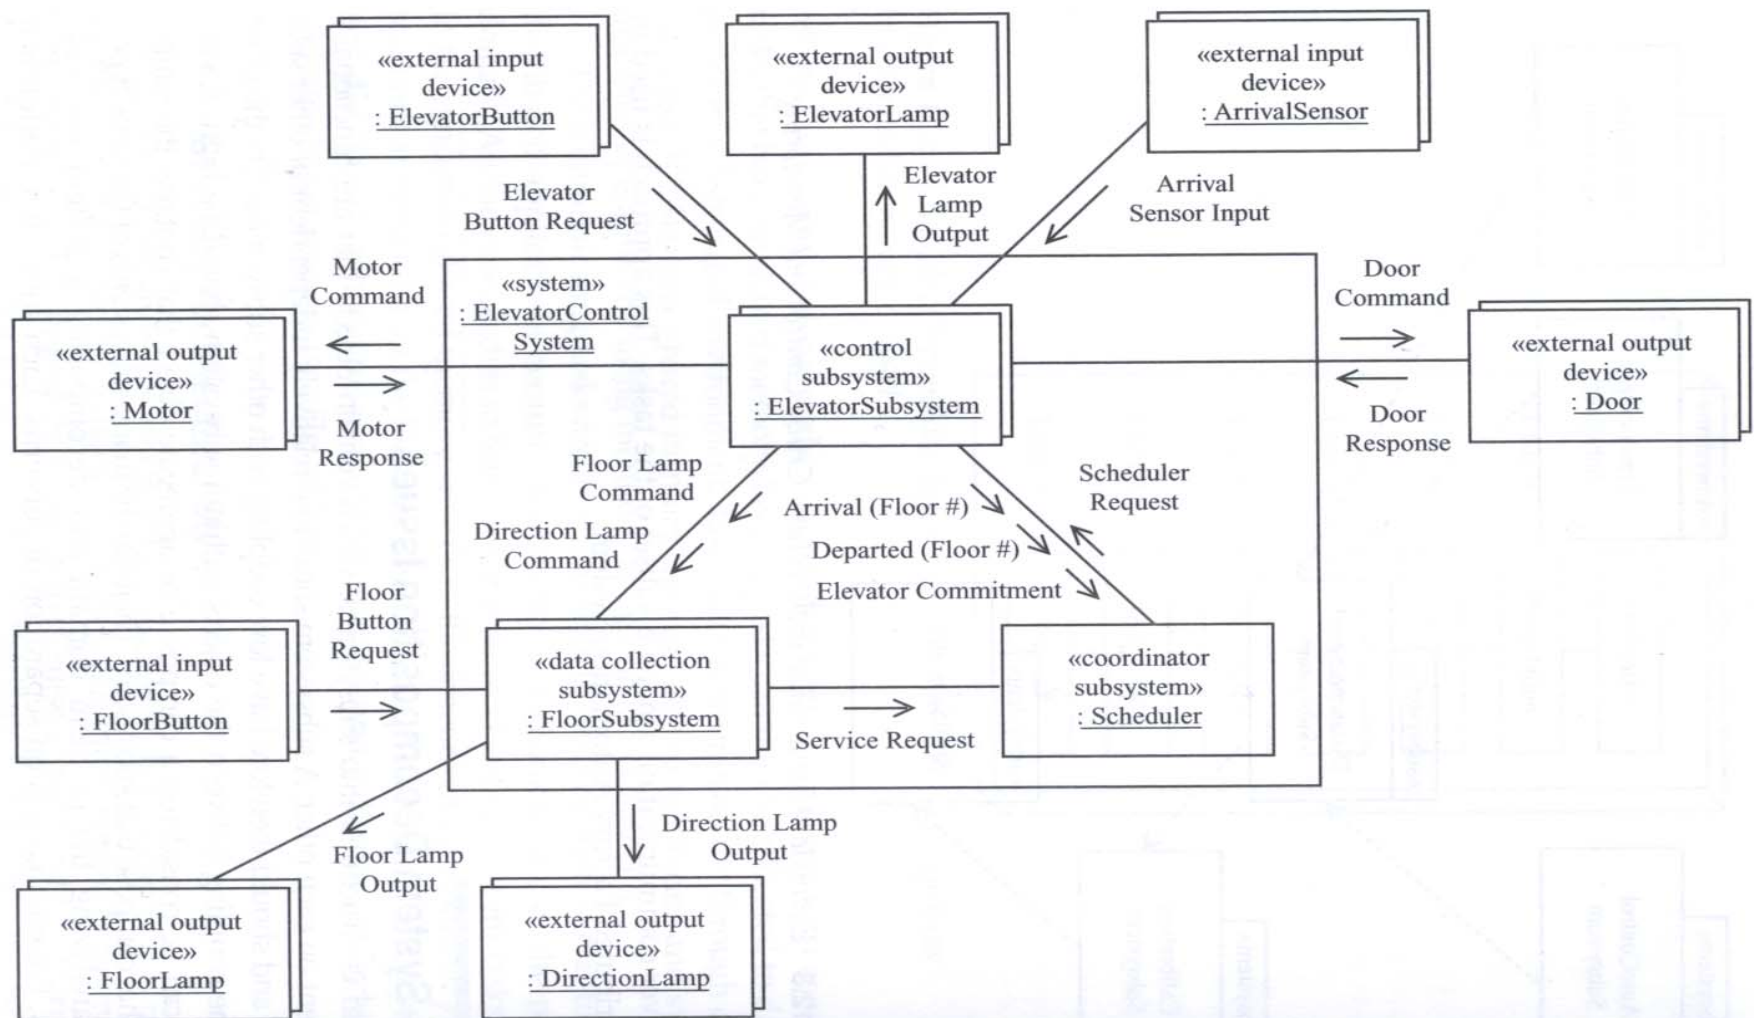 «external input
device»
: ElevatorButton
«external output
device»
: ElevatorLamp
«external input
device»
: ArrivalSensor
Elevator
Button Request
Elevator
Lamp
Output
Arrival
Sensor Input
Motor
Command
«system»
: ElevatorControl
System
Door
Command
«external output
device»
: Motor
«control
subsystem»
: ElevatorSubsystem
«external output
device»
: Door
Motor
Response
Door
Response
Floor Lamp
Command
Scheduler
Request
Arrival (Floor #)
Direction Lamp
Command
Departed (Floor #)
Elevator Commitment
Floor
Button
Request
«external input
device»
: FloorButton
«data collection
subsystem»
: FloorSubsystem
«coordinator
subsystem»
: Scheduler
Service Request
Direction Lamp
Output
Floor Lamp
Output
«external output
device»
: FloorLamp
«external output
device»
: DirectionLamp